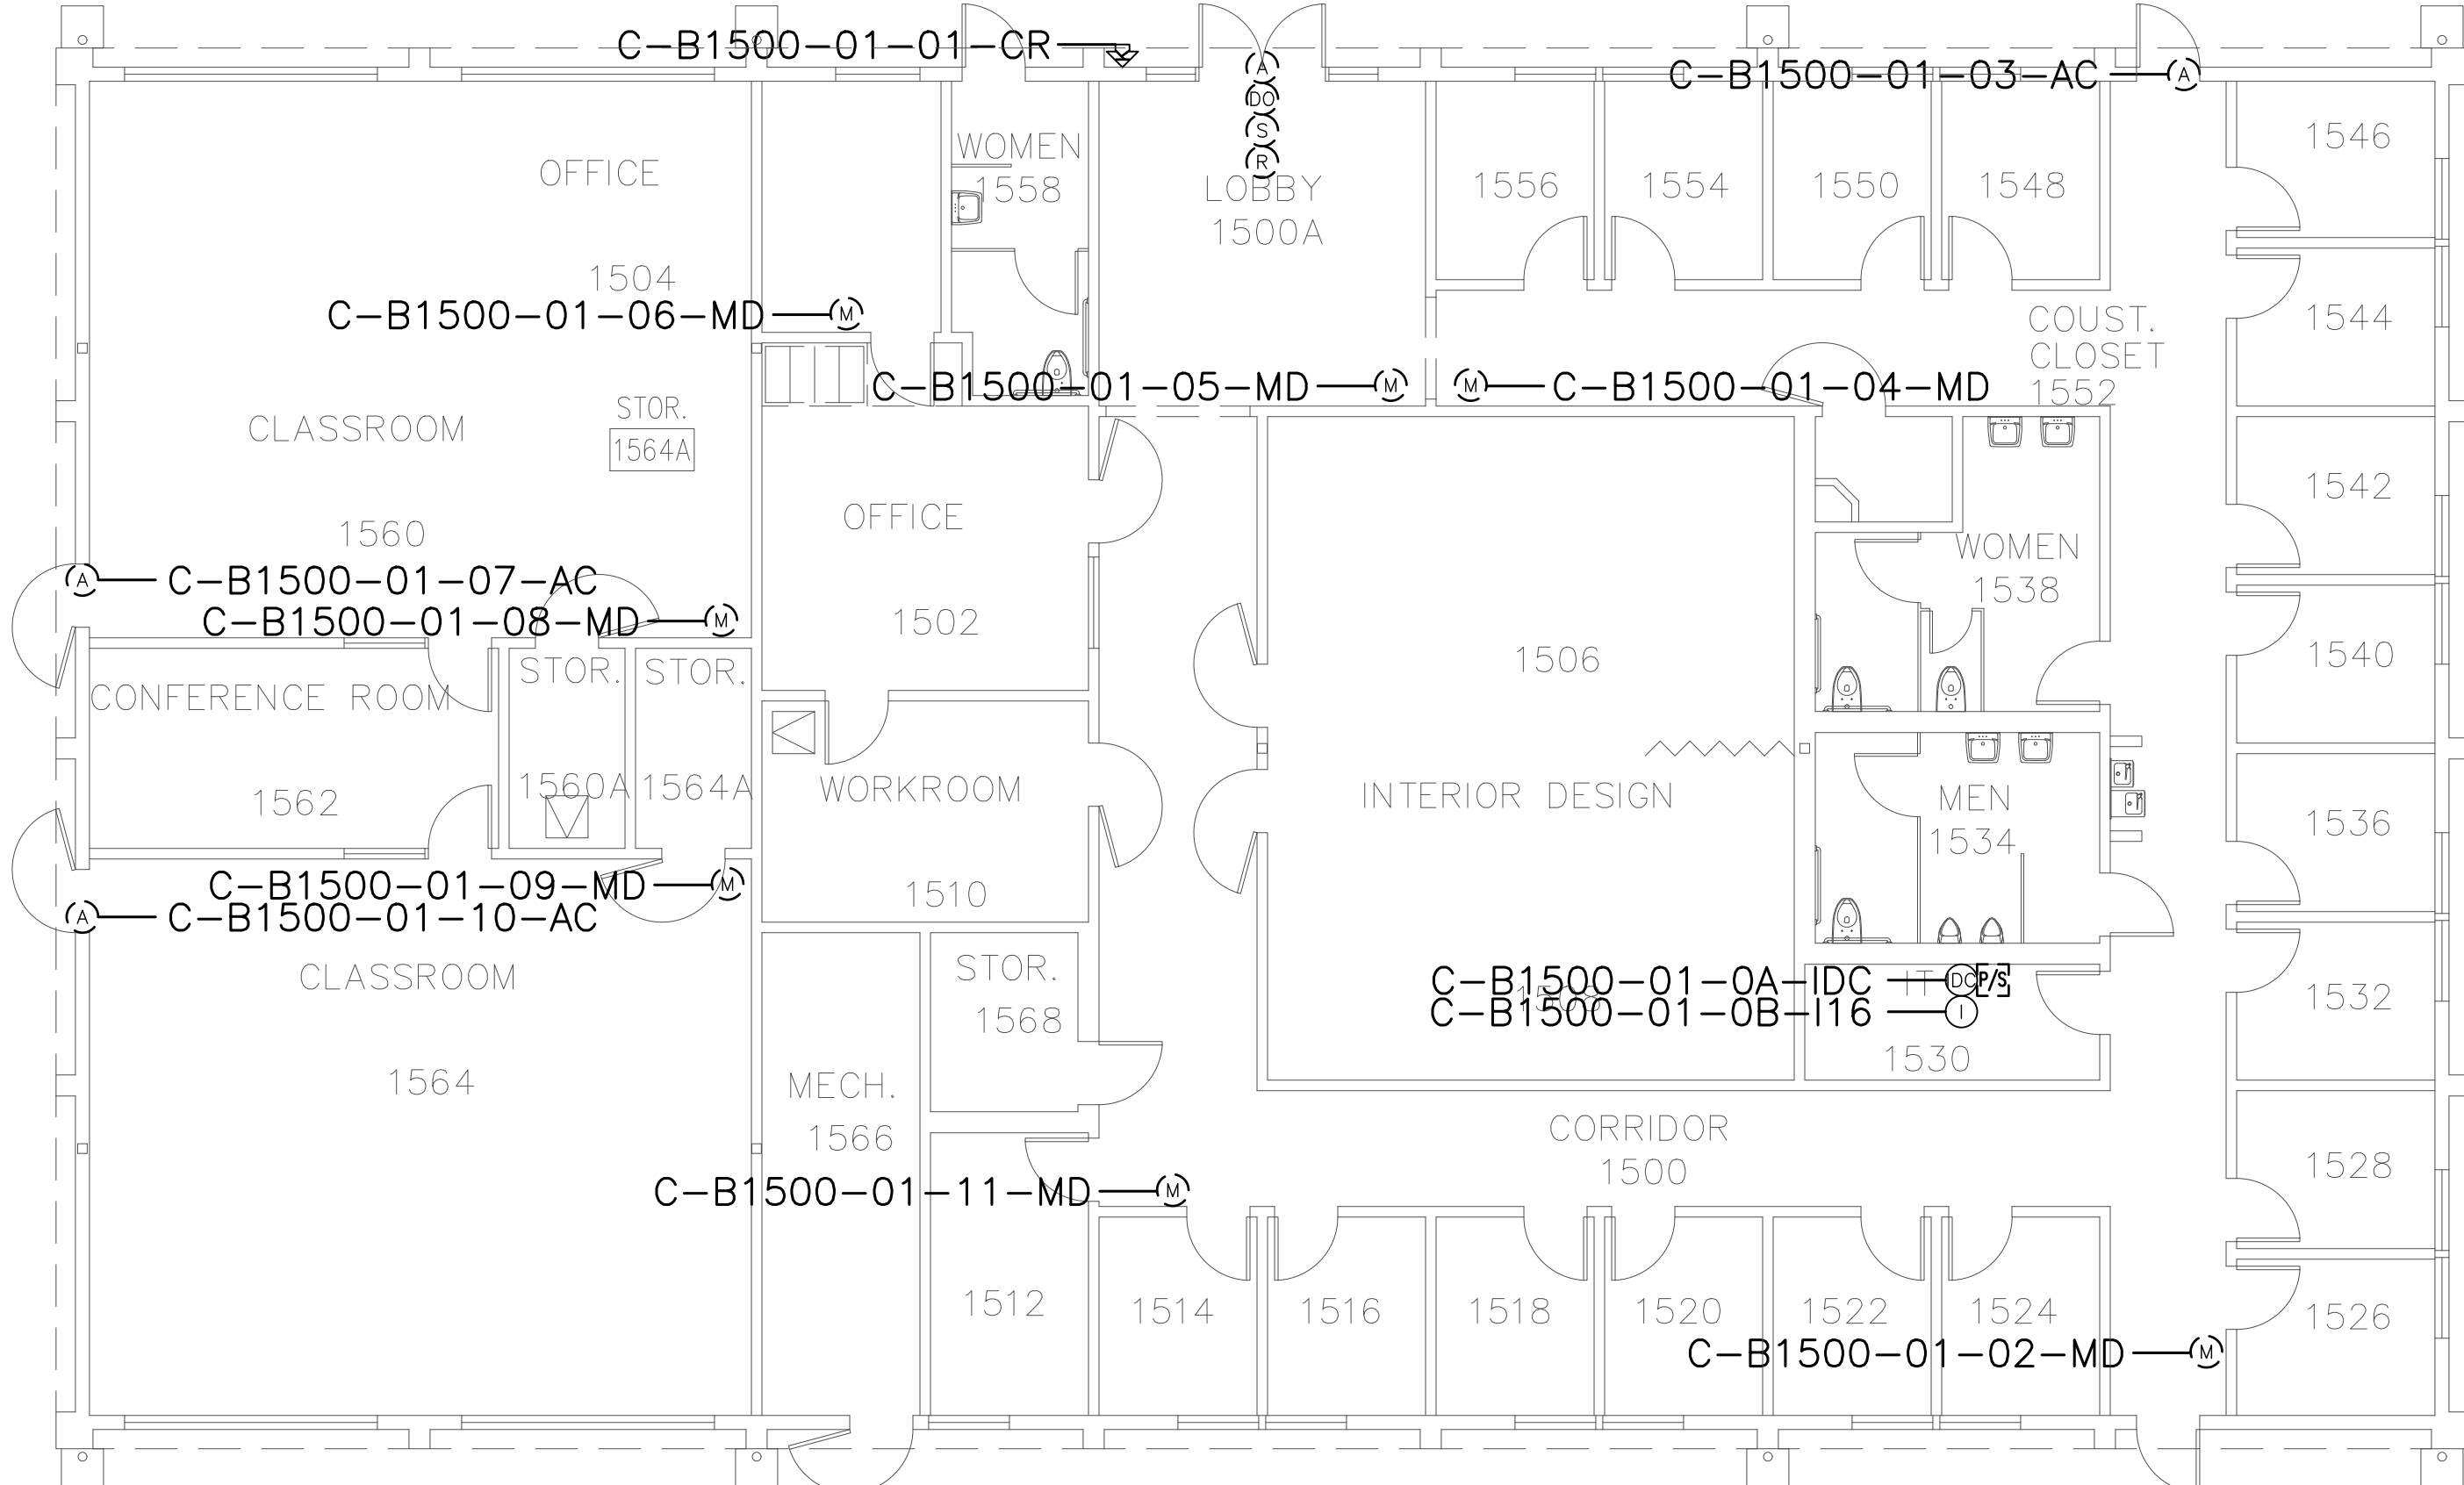 C-B1500-01-01-CR
A
C-B1500-01-03-AC
A
DO
S
R
WOMEN
1558
LOBBY
1500A
OFFICE
1504
1556
1554
1550
1548
1546
C-B1500-01-06-MD
M
1544
COUST.
CLOSET
1552
C-B1500-01-05-MD
M
M
C-B1500-01-04-MD
CLASSROOM
1560
STOR.
1564A
OFFICE
1502
1542
WOMEN
1538
A
C-B1500-01-07-AC
C-B1500-01-08-MD
M
1506
INTERIOR DESIGN
1540
CONFERENCE ROOM
1562
STOR.
1560A
STOR.
1564A
WORKROOM
1510
MEN
1534
1536
C-B1500-01-09-MD
M
A
C-B1500-01-10-AC
CLASSROOM
1564
STOR.
1568
C-B1500-01-0A-IDC
IT
IDC
P/S
C-B1500-01-0B-I16
I
1530
1532
MECH.
1566
CORRIDOR
1500
1528
C-B1500-01-11-MD
M
1512
1514
1516
1518
1520
1522
1524
1526
C-B1500-01-02-MD
M